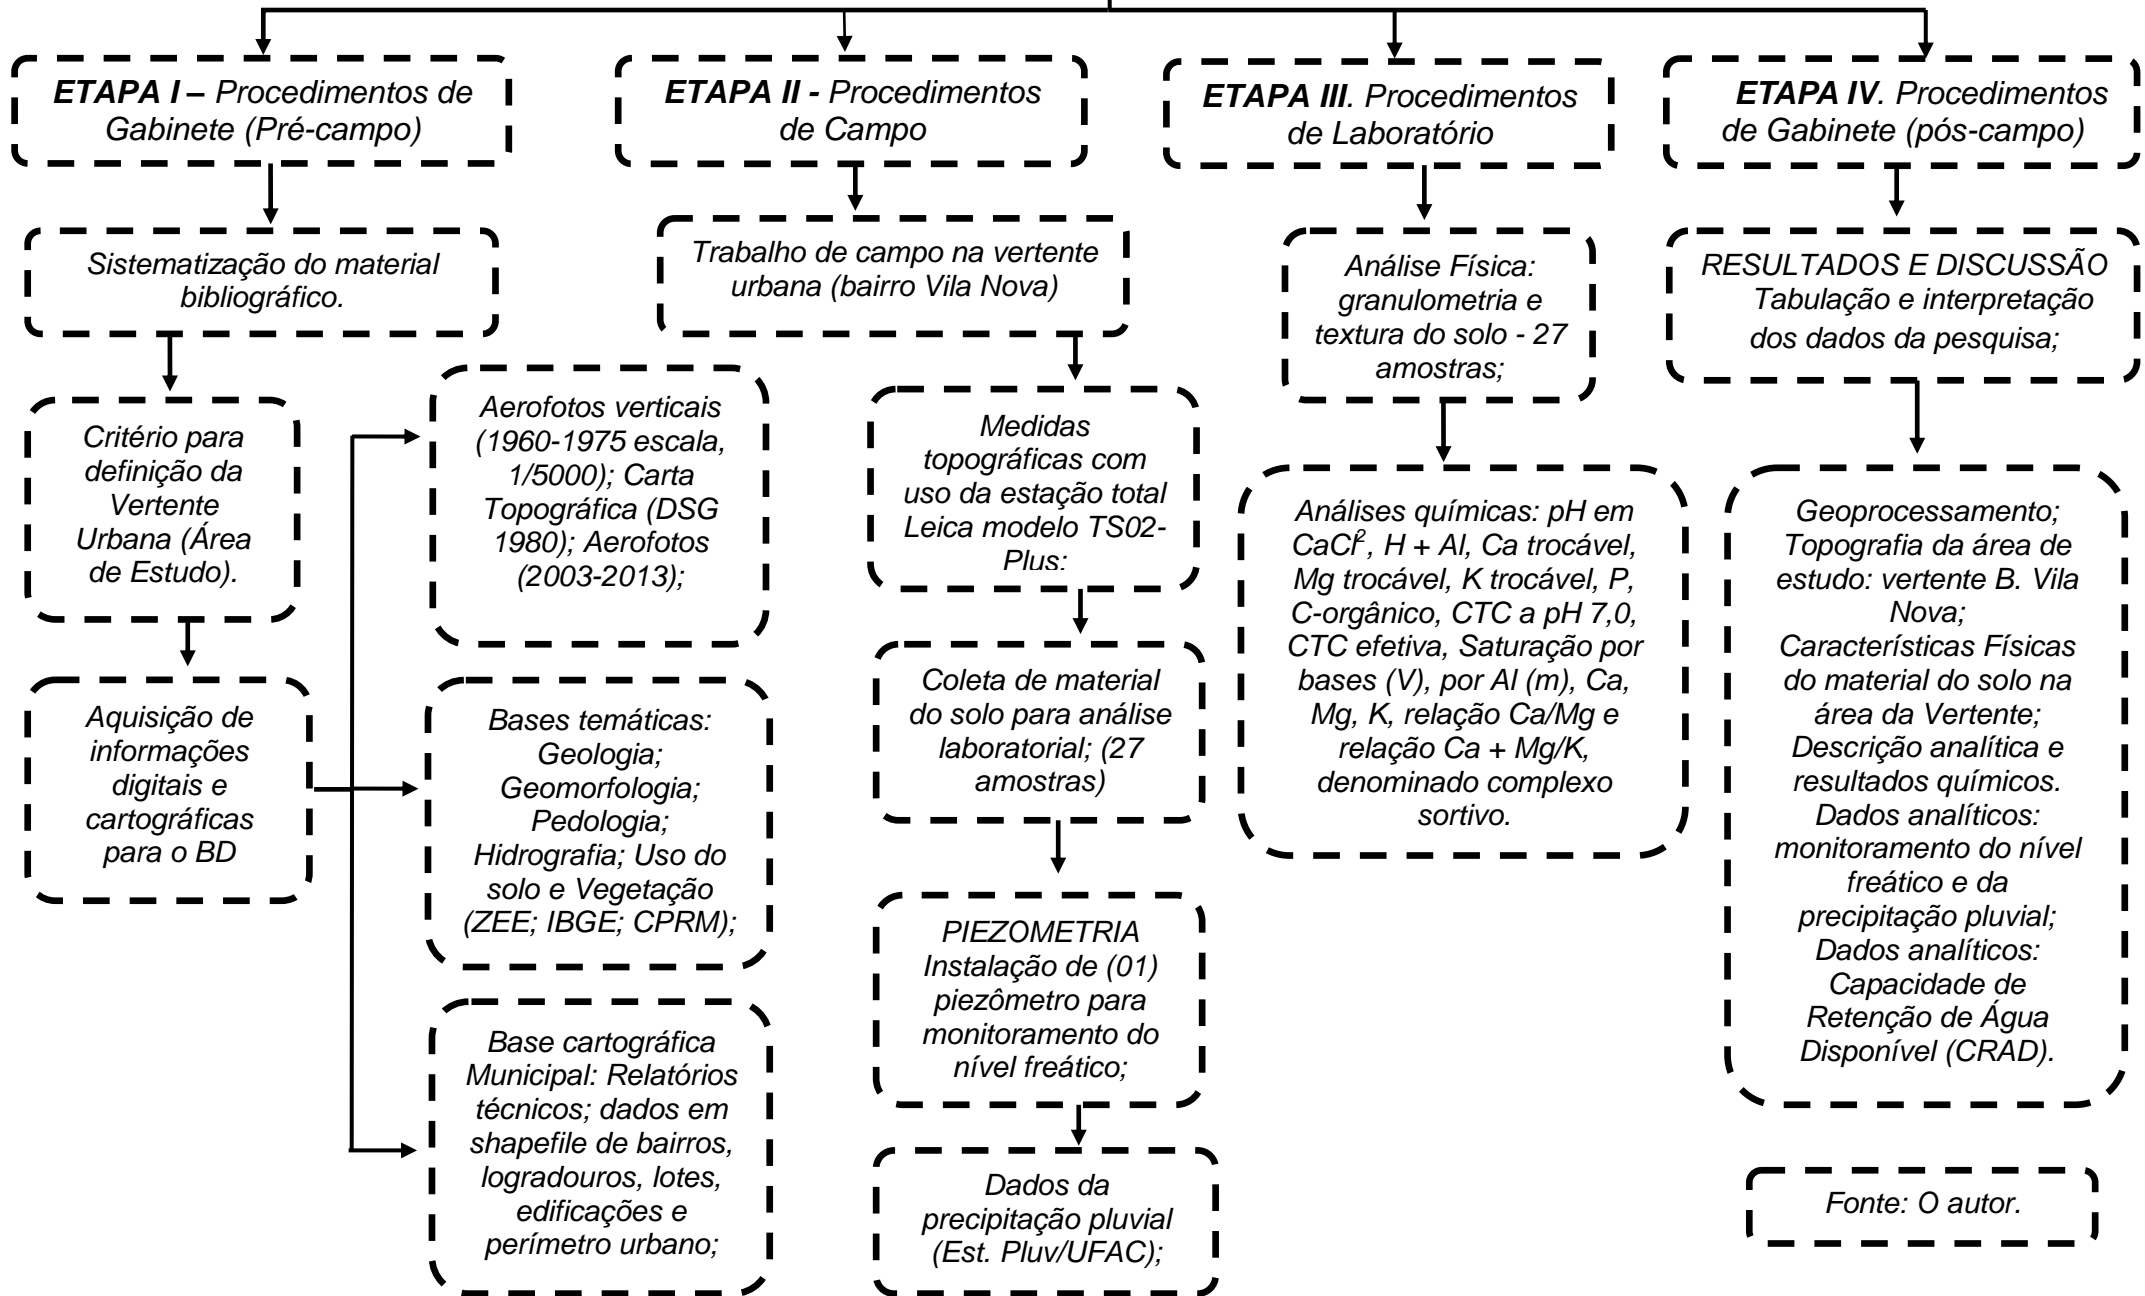 ETAPA I – Procedimentos de
Gabinete (Pré-campo)
Sistematização do material
bibliográfico.
Critério para
definição da
Vertente
Urbana (Área
de Estudo).
Aquisição de
informações
digitais e
cartográficas
para o BD
Aerofotos verticais
(1960-1975 escala,
1/5000); Carta
Topográfica (DSG
1980); Aerofotos
(2003-2013);
Bases temáticas:
Geologia;
Geomorfologia;
Pedologia;
Hidrografia; Uso do
solo e Vegetação
(ZEE; IBGE; CPRM);
Base cartográfica
Municipal: Relatórios
técnicos; dados em
shapefile de bairros,
logradouros, lotes,
edificações e
perímetro urbano;
ETAPA II - Procedimentos
de Campo
Trabalho de campo na vertente
urbana (bairro Vila Nova)
Medidas
topográficas com
uso da estação total
Leica modelo TS02-
Plus:
Coleta de material
do solo para análise
laboratorial; (27
amostras)
PIEZOMETRIA
Instalação de (01)
piezômetro para
monitoramento do
nível freático;
Dados da
precipitação pluvial
(Est. Pluv/UFAC);
ETAPA III. Procedimentos
de Laboratório
Análise Física:
granulometria e
textura do solo - 27
amostras;
Análises químicas: pH em
CaCl², H + Al, Ca trocável,
Mg trocável, K trocável, P,
C-orgânico, CTC a pH 7,0,
CTC efetiva, Saturação por
bases (V), por Al (m), Ca,
Mg, K, relação Ca/Mg e
relação Ca + Mg/K,
denominado complexo
sortivo.
ETAPA IV. Procedimentos
de Gabinete (pós-campo)
RESULTADOS E DISCUSSÃO
Tabulação e interpretação
dos dados da pesquisa;
Geoprocessamento;
Topografia da área de
estudo: vertente B. Vila
Nova;
Características Físicas
do material do solo na
área da Vertente;
Descrição analítica e
resultados químicos.
Dados analíticos:
monitoramento do nível
freático e da
precipitação pluvial;
Dados analíticos:
Capacidade de
Retenção de Água
Disponível (CRAD).
Fonte: O autor.